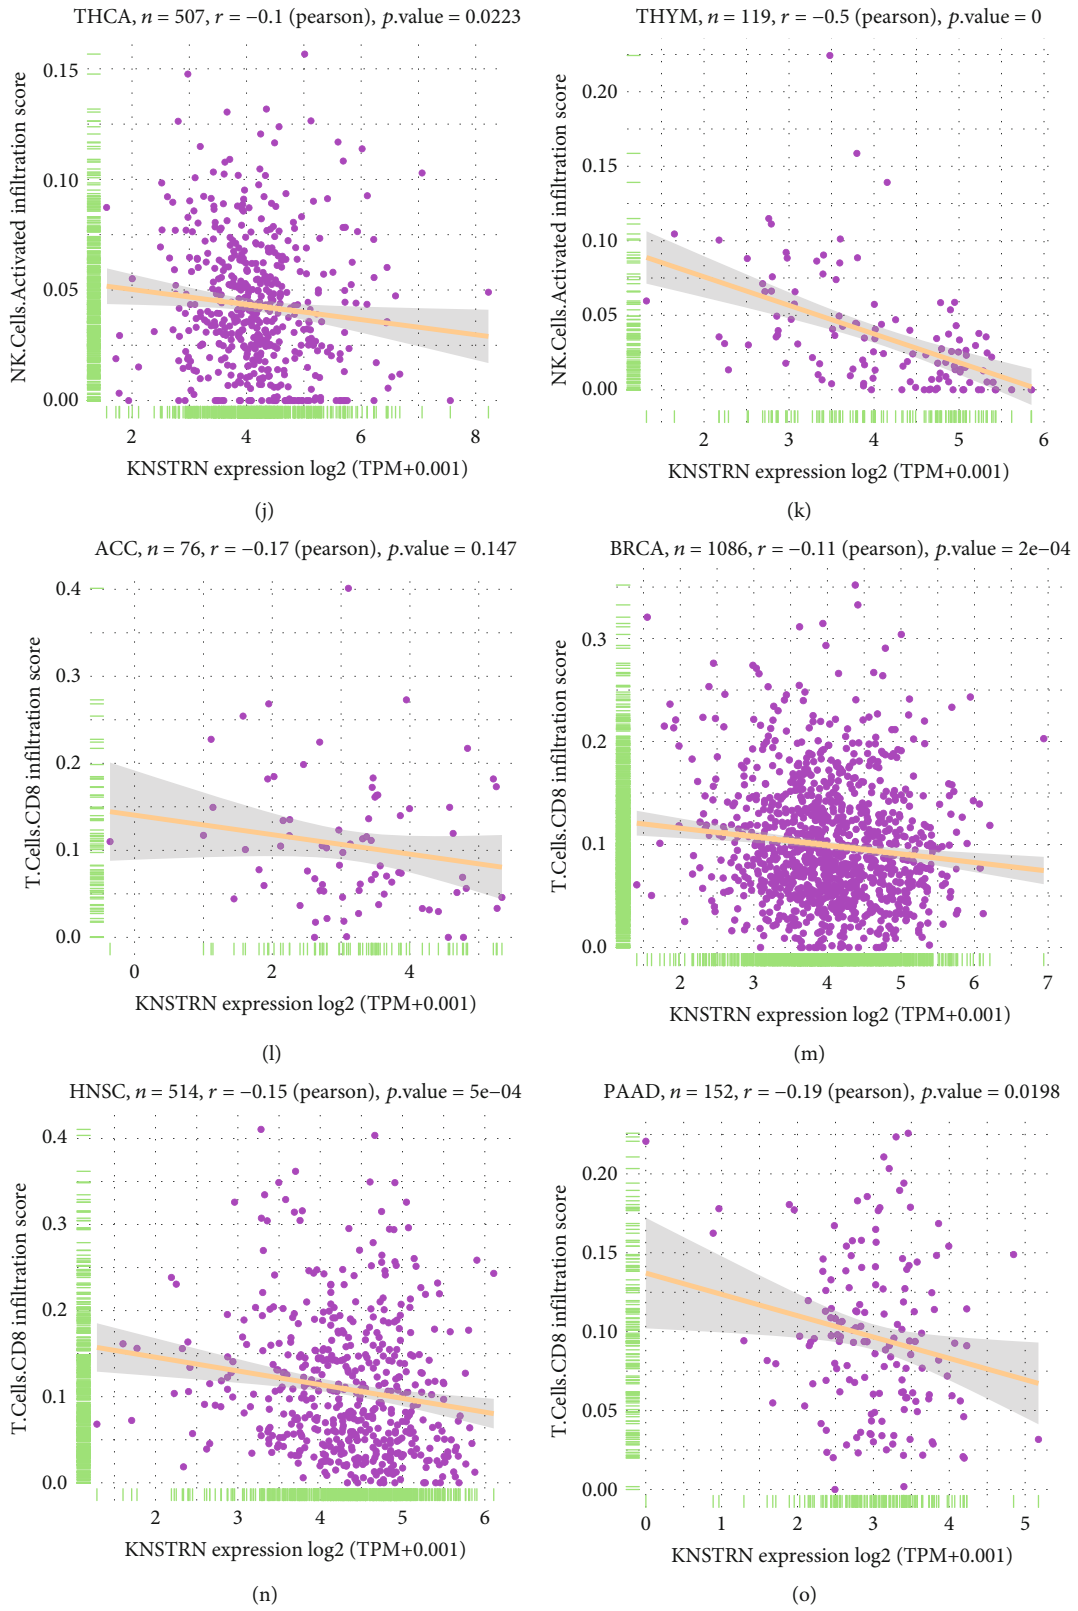 THCA, n = 507, r = −0.1 (pearson), p.value = 0.0223
NK.Cells.Activated infiltration score
0.15
0.10
0.05
0.00
2 4 6 8
KNSTRN expression log2 (TPM+0.001)
(j)
THYM, n = 119, r = −0.5 (pearson), p.value = 0
NK.Cells.Activated infiltration score
0.20
0.15
0.10
0.05
0.00
2 3 4 5 6
KNSTRN expression log2 (TPM+0.001)
(k)
ACC, n = 76, r = −0.17 (pearson), p.value = 0.147
T.Cells.CD8 infiltration score
0.4
0.3
0.2
0.1
0.0
0 2 4
KNSTRN expression log2 (TPM+0.001)
(l)
BRCA, n = 1086, r = −0.11 (pearson), p.value = 2e−04
T.Cells.CD8 infiltration score
0.3
0.2
0.1
0.0
2 3 4 5 6 7
KNSTRN expression log2 (TPM+0.001)
(m)
HNSC, n = 514, r = −0.15 (pearson), p.value = 5e−04
T.Cells.CD8 infiltration score
0.4
0.3
0.2
0.1
0.0
2 3 4 5 6
KNSTRN expression log2 (TPM+0.001)
(n)
PAAD, n = 152, r = −0.19 (pearson), p.value = 0.0198
T.Cells.CD8 infiltration score
0.20
0.15
0.10
0.05
0.00
0 1 2 3 4 5
KNSTRN expression log2 (TPM+0.001)
(o)